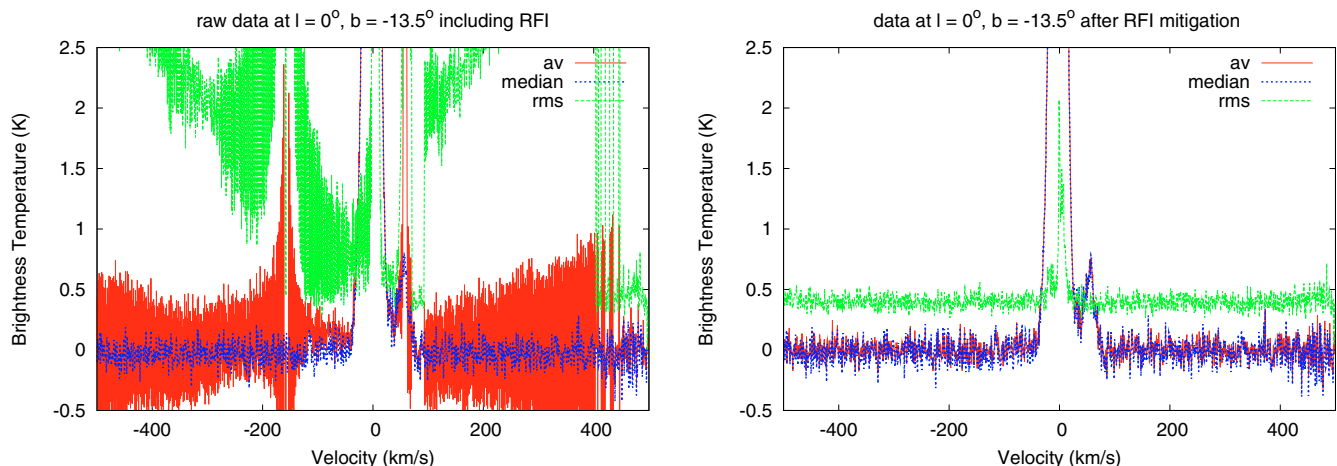 raw data at l = 0°, b = -13.5° including RFI
2.5
2
1.5
1
0.5
0
-0.5
Brightness Temperature (K)
av
median
rms
-400
-200
0
200
400
Velocity (km/s)
data at l = 0°, b = -13.5° after RFI mitigation
2.5
2
1.5
1
0.5
0
-0.5
Brightness Temperature (K)
av
median
rms
-400
-200
0
200
400
Velocity (km/s)